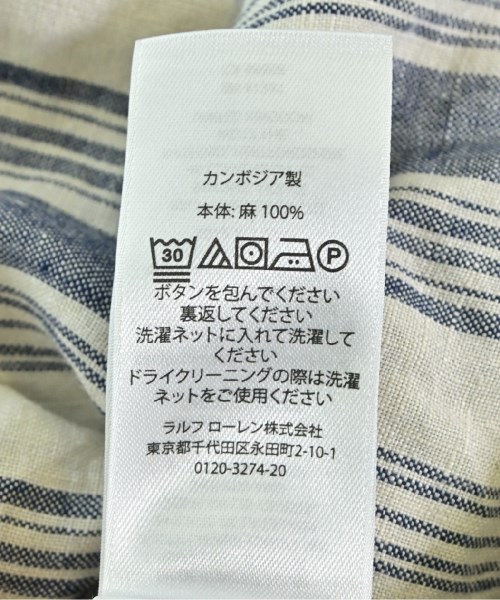 カンボジア製
本体: 麻 100%
30 P
ボタンを包んでください
裏返してください
洗濯ネットに入れて洗濯して
ください
ドライクリーニングの際は洗濯
ネットをご使用ください
ラルフ ローレン株式会社
東京都千代田区永田町2-10-1
0120-3274-20